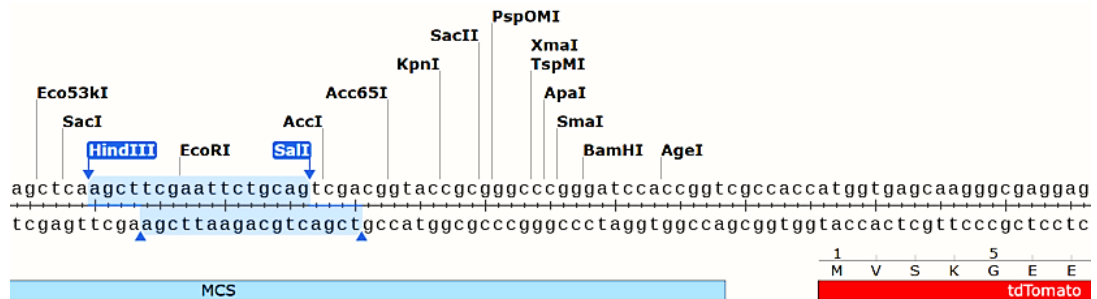 PspOMI
SacII XmaI
KpnI TspMI
Eco53kI Acc65I ApaI
SacI AccI SmaI
HindIII EcoRI SalI BamHI AgeI
agctcaagcttcgaattctgcagtcgacggtaccgcgggcccgggatccaccggtcgccaccatggtgagcaagggcgaggag
tcgagttcgaagcttaagacgtcagctgccatggcgcccgggccctaggtggccagcggtggtaccactcgttcccgctcctc
1 5
M V S K G E E
MCS tdTomato